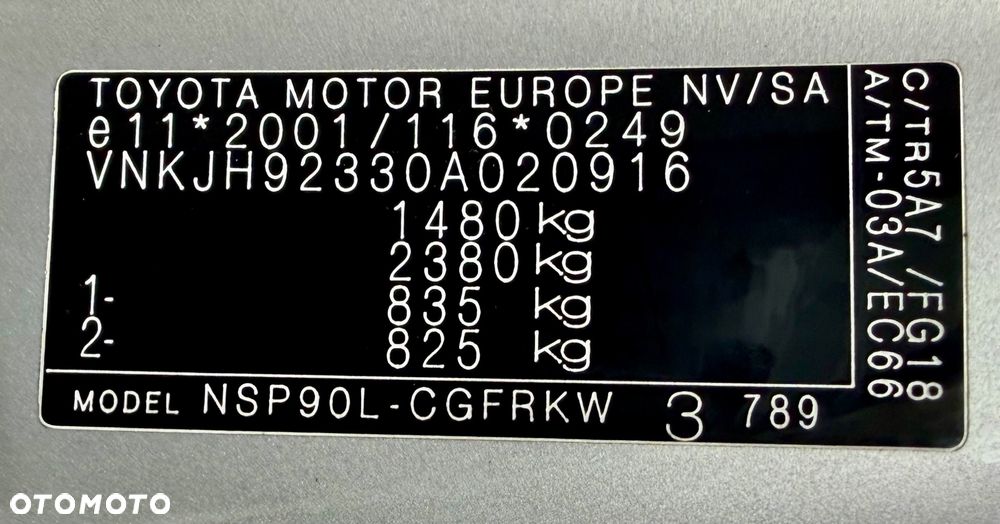 TOYOTA MOTOR EUROPE NV/SA
e11*2001/116*0249
VNKJH92330A020916
1480 kg
2380 kg
1- 835 kg
2- 825 kg
MODEL NSP90L-CGFRKW 3 789
C/TR5A7 /FG18
A/TM-03A/EC66
OTOMOTO